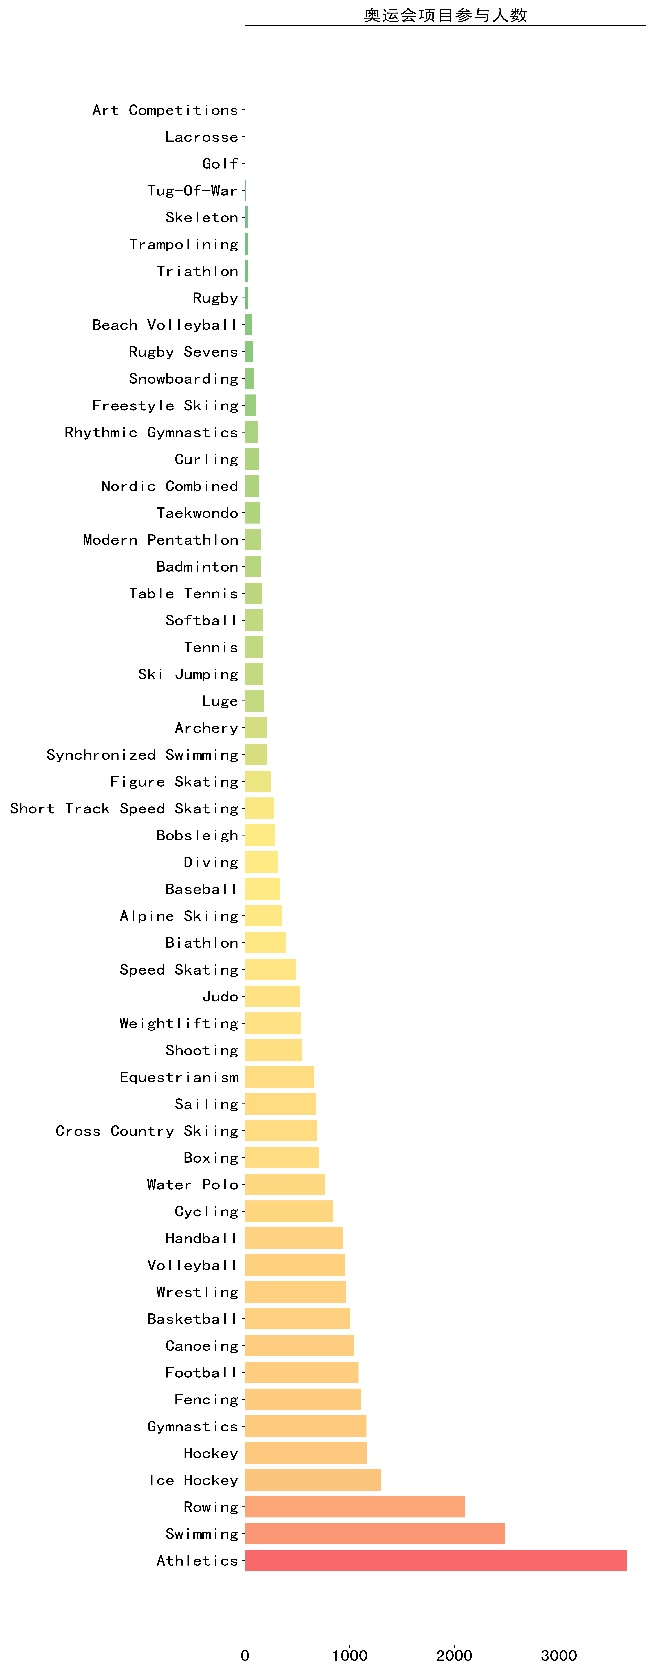 奥运会项目参与人数
Art Competitions
Lacrosse
Golf
Tug-Of-War
Skeleton
Trampolining
Triathlon
Rugby
Beach Volleyball
Rugby Sevens
Snowboarding
Freestyle Skiing
Rhythmic Gymnastics
Curling
Nordic Combined
Taekwondo
Modern Pentathlon
Badminton
Table Tennis
Softball
Tennis
Ski Jumping
Luge
Archery
Synchronized Swimming
Figure Skating
Short Track Speed Skating
Bobsleigh
Diving
Baseball
Alpine Skiing
Biathlon
Speed Skating
Judo
Weightlifting
Shooting
Equestrianism
Sailing
Cross Country Skiing
Boxing
Water Polo
Cycling
Handball
Volleyball
Wrestling
Basketball
Canoeing
Football
Fencing
Gymnastics
Hockey
Ice Hockey
Rowing
Swimming
Athletics
0 1000 2000 3000